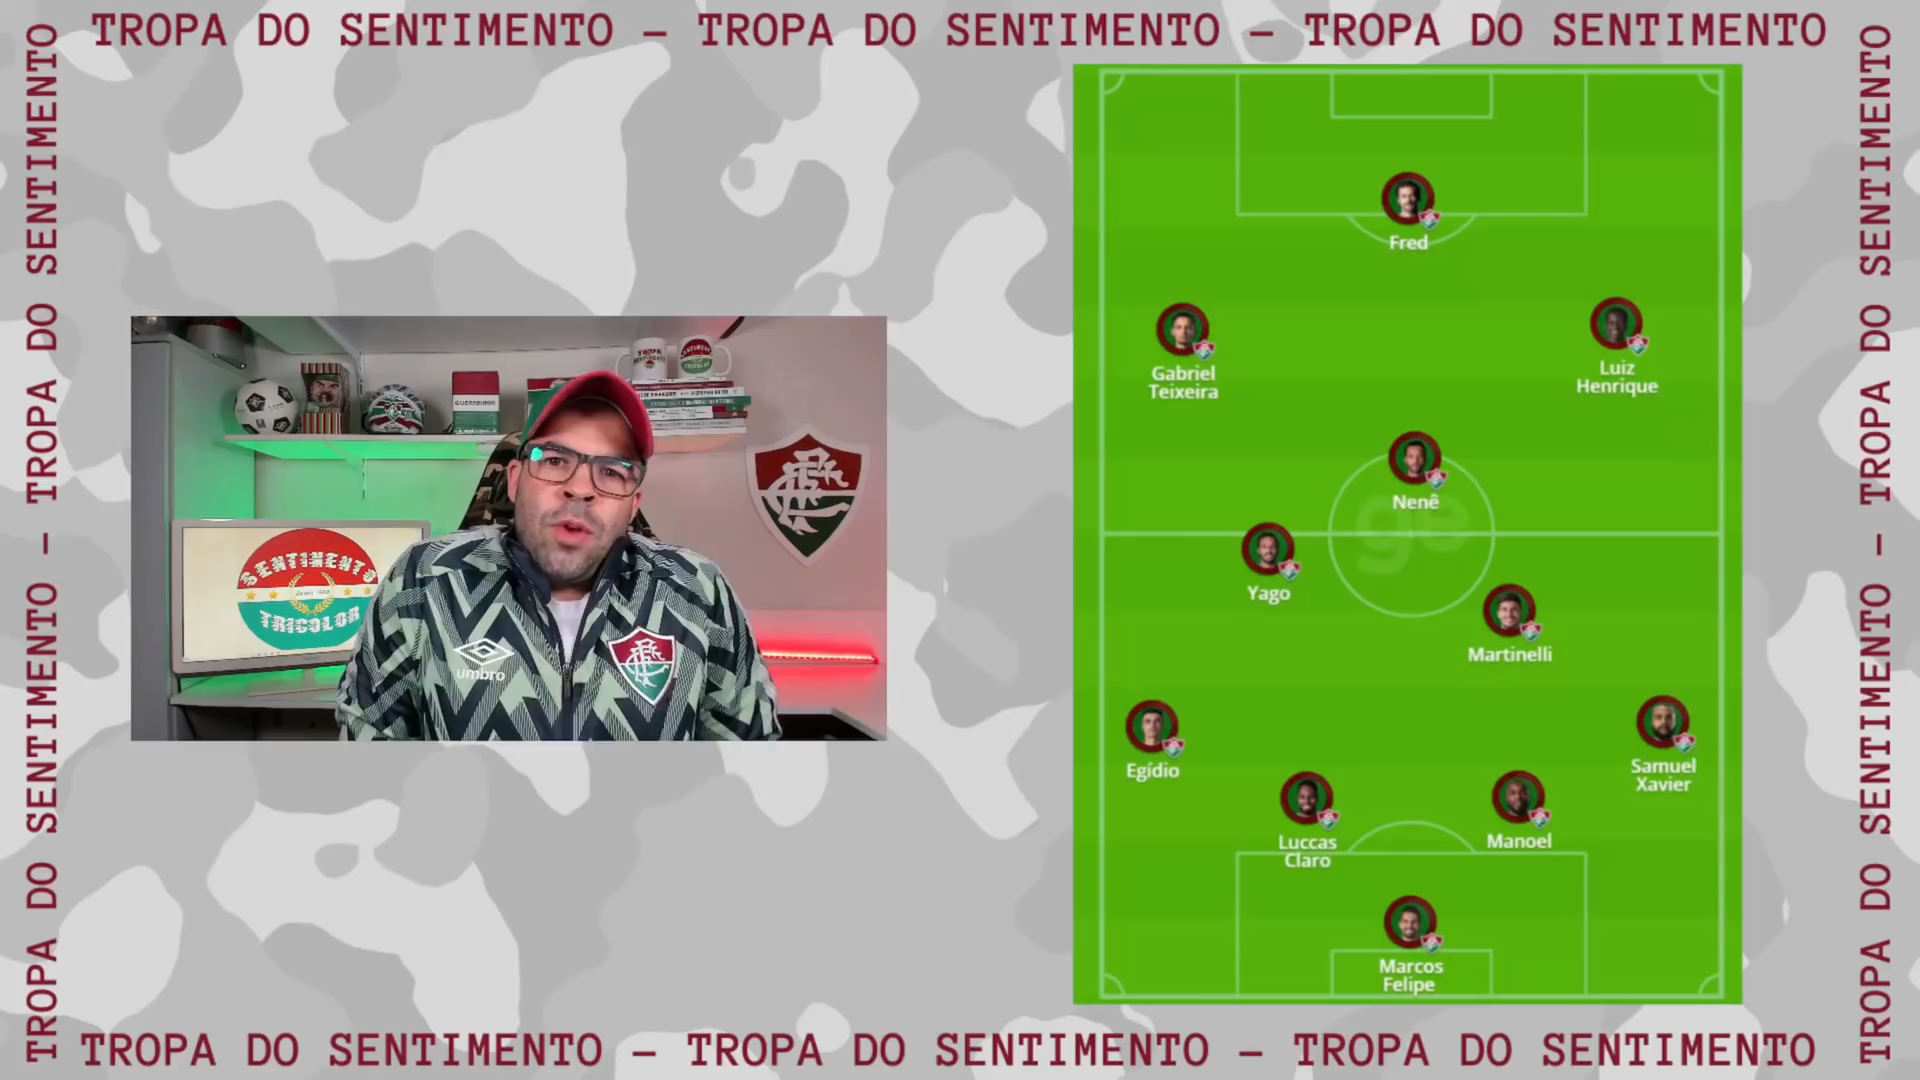 TROPA DO SENTIMENTO – TROPA DO SENTIMENTO – TROPA DO SENTIMENTO
TROPA DO SENTIMENTO – TROPA DO SENTIMENTO
TROPA DO SENTIMENTO – TROPA DO SENTIMENTO
GUERREIROS
SENTIMENTO
TRICOLOR
umbro
Fred
Gabriel
Teixeira
Luiz
Henrique
Nenê
ge
Yago
Martinelli
Egídio
Samuel
Xavier
Luccas
Claro
Manoel
Marcos
Felipe
TROPA DO SENTIMENTO – TROPA DO SENTIMENTO – TROPA DO SENTIMENTO